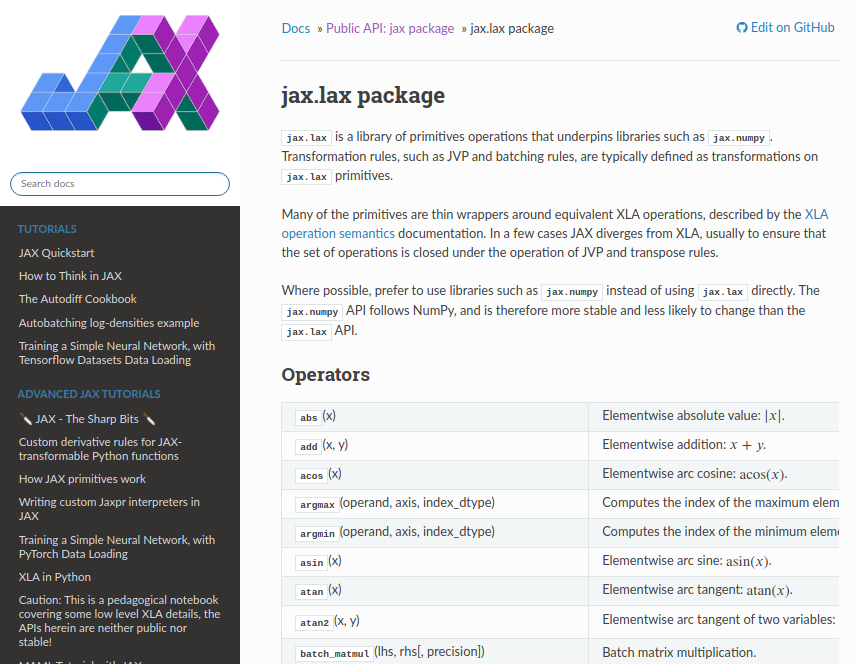 Search docs
TUTORIALS
JAX Quickstart
How to Think in JAX
The Autodiff Cookbook
Autobatching log-densities example
Training a Simple Neural Network, with
Tensorflow Datasets Data Loading
ADVANCED JAX TUTORIALS
🔪 JAX - The Sharp Bits 🔪
Custom derivative rules for JAX-
transformable Python functions
How JAX primitives work
Writing custom Jaxpr interpreters in
JAX
Training a Simple Neural Network, with
PyTorch Data Loading
XLA in Python
Caution: This is a pedagogical notebook
covering some low level XLA details, the
APIs herein are neither public nor
stable!
Docs » Public API: jax package » jax.lax package
Edit on GitHub
jax.lax package
jax.lax is a library of primitives operations that underpins libraries such as jax.numpy.
Transformation rules, such as JVP and batching rules, are typically defined as transformations on
jax.lax primitives.
Many of the primitives are thin wrappers around equivalent XLA operations, described by the XLA
operation semantics documentation. In a few cases JAX diverges from XLA, usually to ensure that
the set of operations is closed under the operation of JVP and transpose rules.
Where possible, prefer to use libraries such as jax.numpy instead of using jax.lax directly. The
jax.numpy API follows NumPy, and is therefore more stable and less likely to change than the
jax.lax API.
Operators
abs (x) Elementwise absolute value: |x|.
add (x, y) Elementwise addition: x + y.
acos (x) Elementwise arc cosine: acos(x).
argmax (operand, axis, index_dtype) Computes the index of the maximum elem
argmin (operand, axis, index_dtype) Computes the index of the minimum eleme
asin (x) Elementwise arc sine: asin(x).
atan (x) Elementwise arc tangent: atan(x).
atan2 (x, y) Elementwise arc tangent of two variables:
batch_matmul (lhs, rhs[, precision]) Batch matrix multiplication.